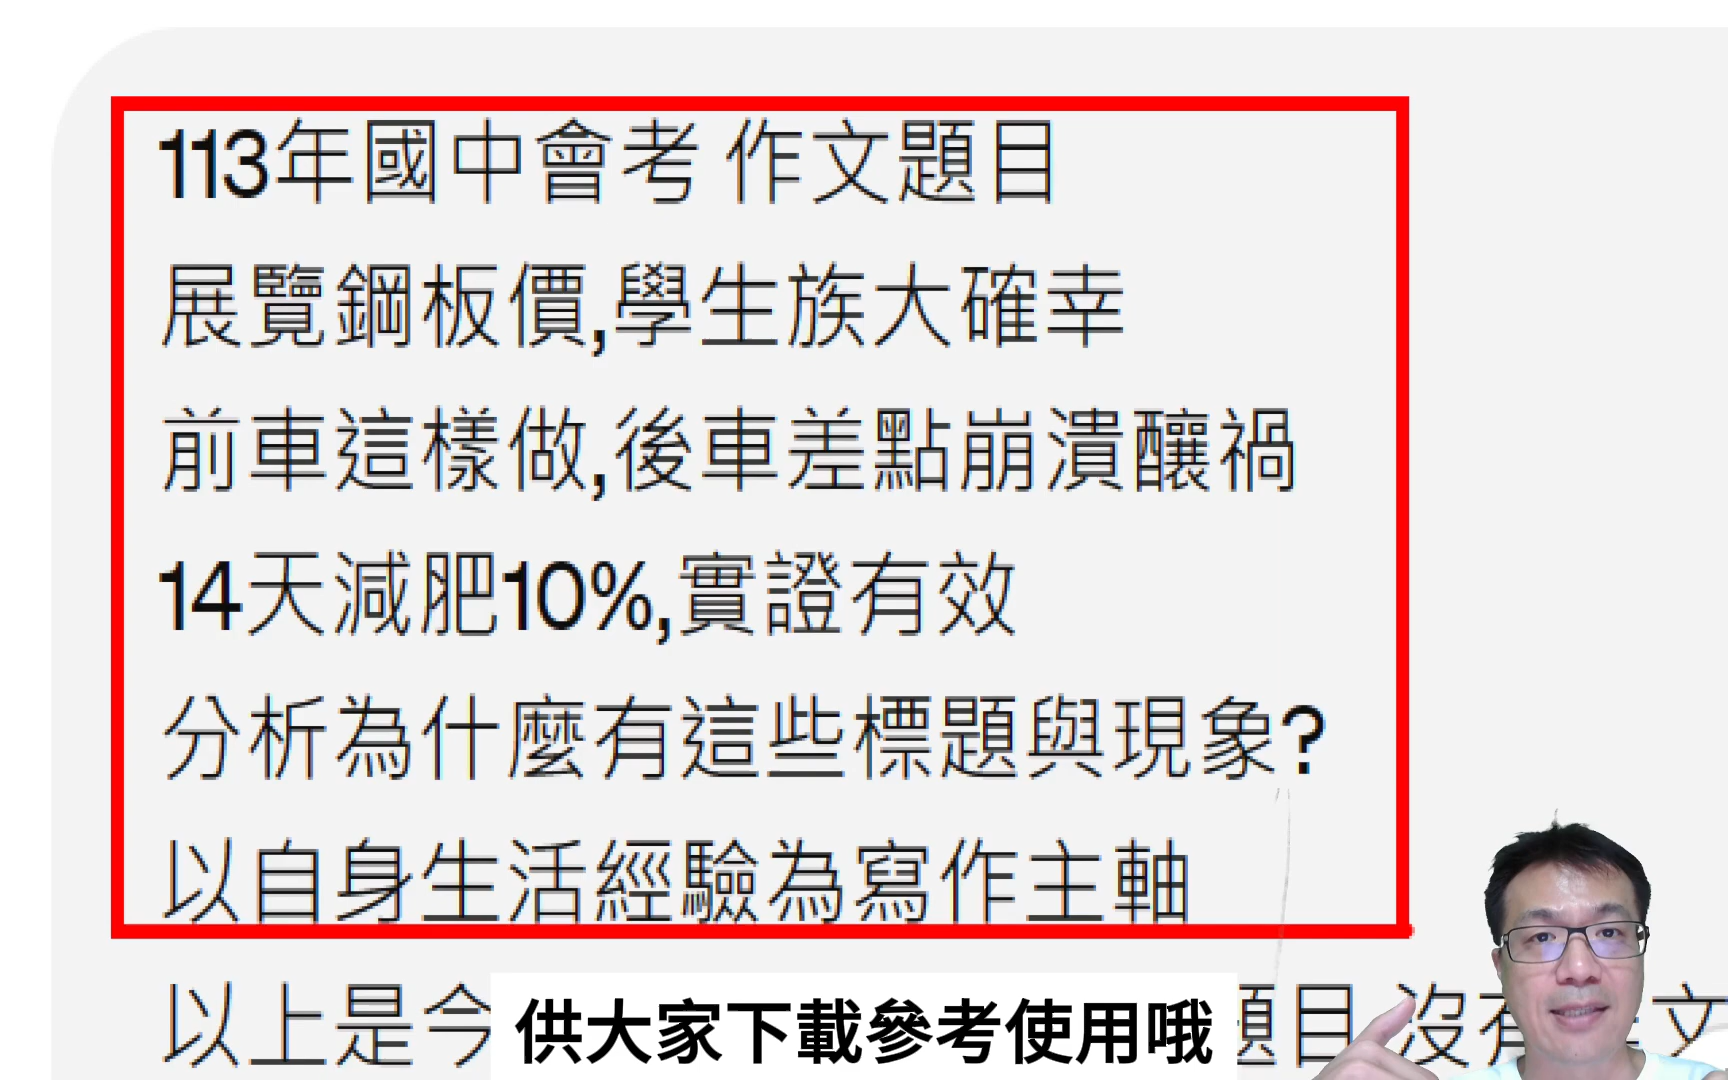 113年國中會考 作文題目
展覽鋼板價,學生族大確幸
前車這樣做,後車差點崩潰釀禍
14天減肥10%,實證有效
分析為什麼有這些標題與現象?
以自身生活經驗為寫作主軸
以上是今 題目 沒有 文
供大家下載參考使用哦